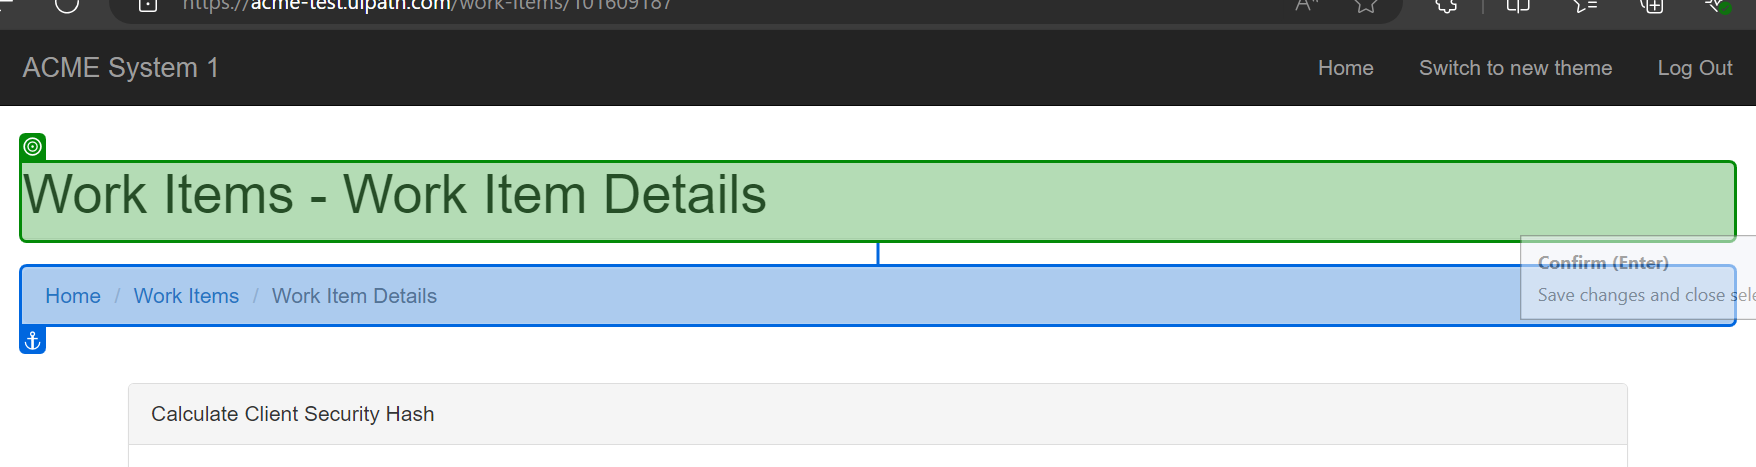 https://acme-test.uipath.com/work-items/101609187
ACME System 1
Home
Switch to new theme
Log Out
Work Items - Work Item Details
Confirm (Enter)
Save changes and close sele
Home / Work Items / Work Item Details
Calculate Client Security Hash